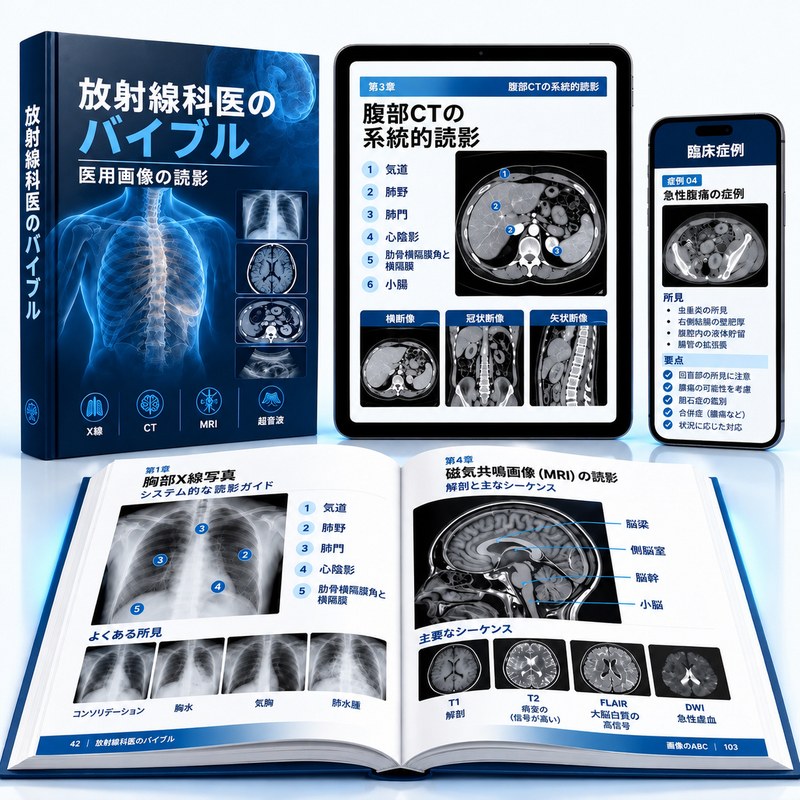 放射線科医の
バイブル
医用画像の読影
放射線科医のバイブル
X線
CT
MRI
超音波
第3章
腹部CTの系統的読影
腹部CTの
系統的読影
1 気道
2 肺野
3 肺門
4 心陰影
5 肋骨横隔膜角と
横隔膜
6 小腸
1
2
2
3
横断像
冠状断像
矢状断像
臨床症例
症例 04
急性腹痛の症例
所見
• 虫垂炎の所見
• 右側結腸の壁肥厚
• 腹腔内の液体貯留
• 腸管の拡張
要点
回盲部の所見に注意
膿瘍の可能性を考慮
胆石症の鑑別
合併症(膿瘍など)
状況に応じた対応
第1章
胸部X線写真
システム的な読影ガイド
1 気道
2 肺野
3 肺門
4 心陰影
5 肋骨横隔膜角と
横隔膜
3
3
2
4
5
よくある所見
コンソリデーション
胸水
気胸
肺水腫
42 | 放射線科医のバイブル
第4章
磁気共鳴画像(MRI)の読影
解剖と主なシーケンス
脳梁
側脳室
脳幹
小脳
主要なシーケンス
T1
解剖
T2
(信号が高い)
FLAIR
大脳白質の
高信号
DWI
急性虚血
画像のABC | 103